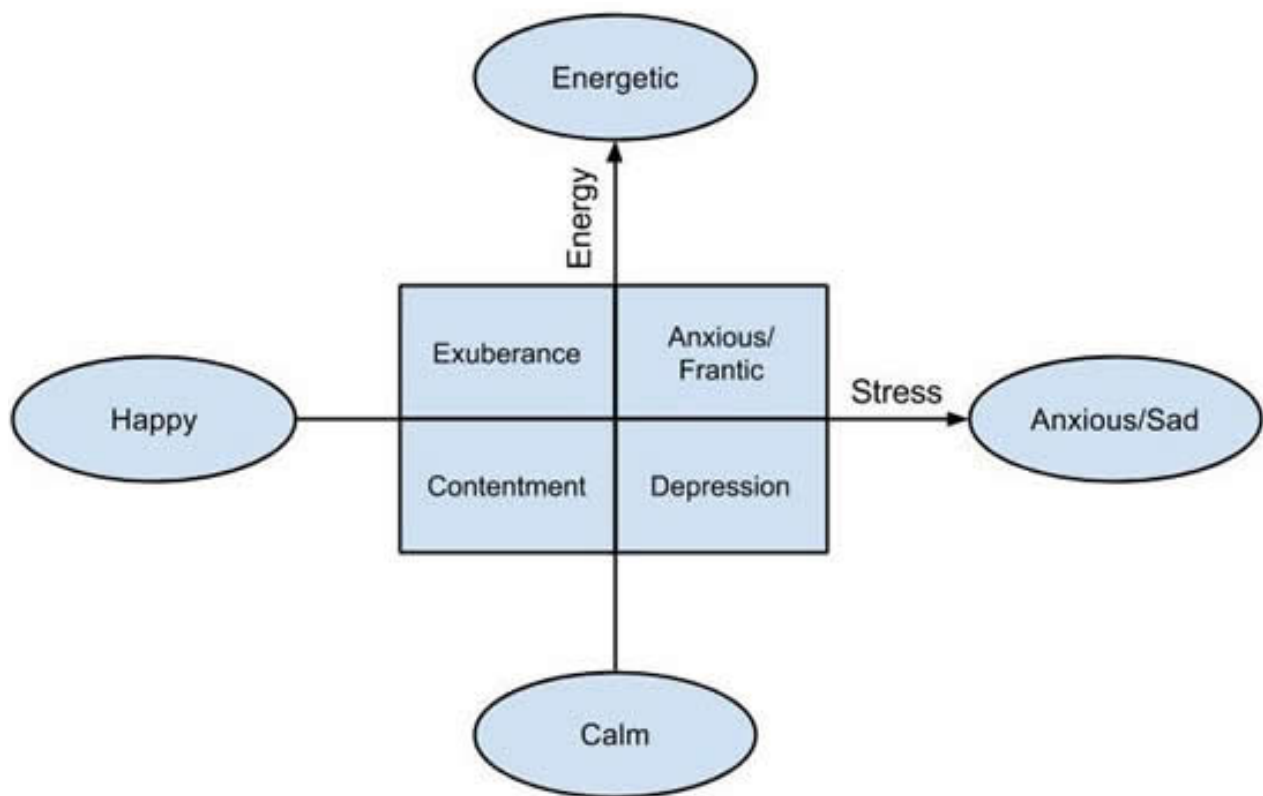 Energetic
Energy
Exuberance
Anxious/
Frantic
Stress
Happy
Anxious/Sad
Contentment
Depression
Calm